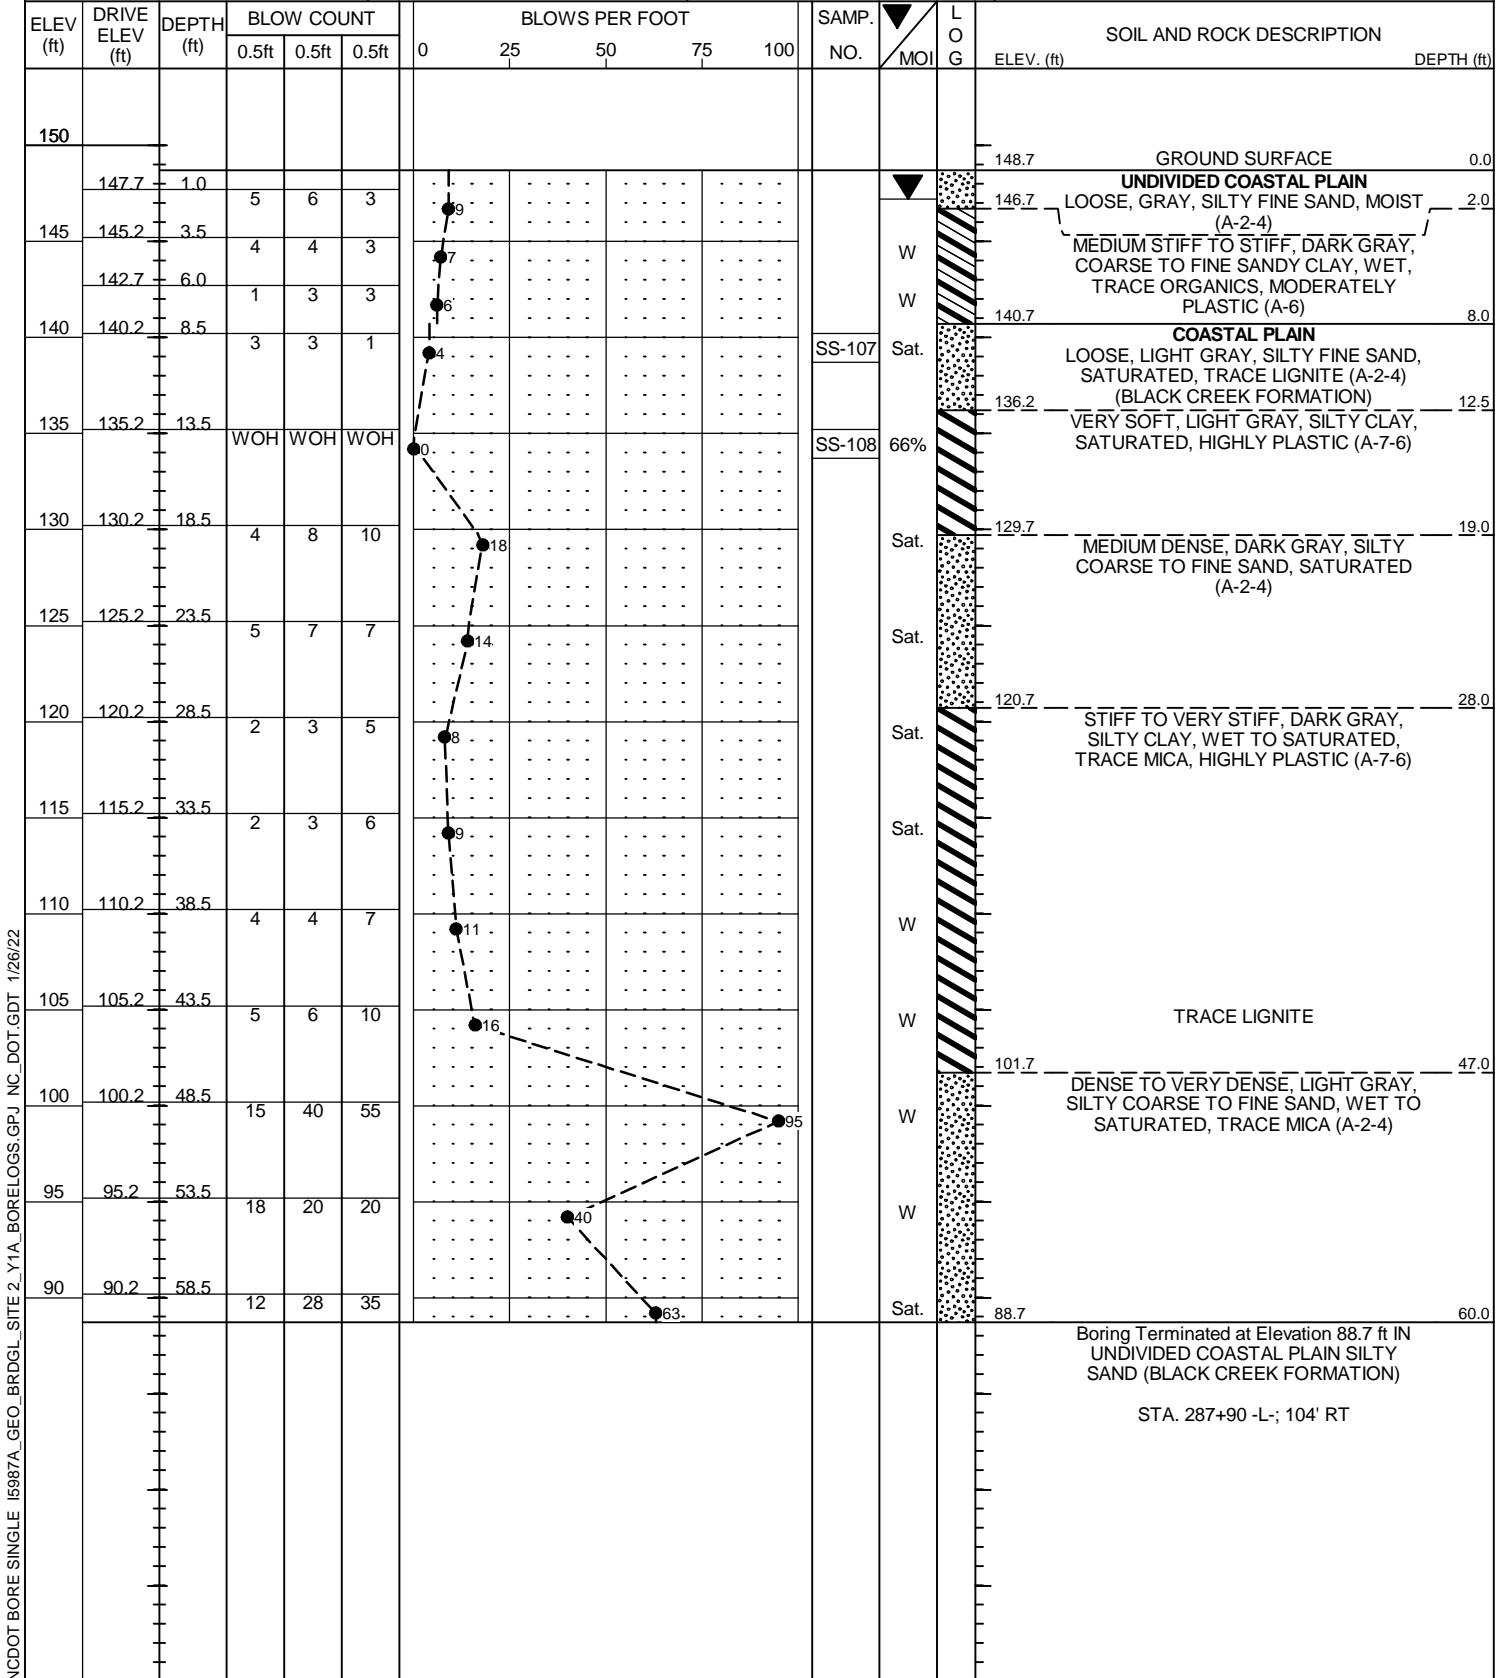 ELEV (ft) DRIVE ELEV (ft) DEPTH (ft) BLOW COUNT BLOWS PER FOOT SAMP. NO. MOI LOG SOIL AND ROCK DESCRIPTION
0.5ft 0.5ft 0.5ft 0 25 50 75 100 ELEV. (ft) DEPTH (ft)
150
148.7 GROUND SURFACE 0.0
147.7 1.0 UNDIVIDED COASTAL PLAIN
5 6 3 9 146.7 LOOSE, GRAY, SILTY FINE SAND, MOIST 2.0
(A-2-4)
145 145.2 3.5 MEDIUM STIFF TO STIFF, DARK GRAY,
4 4 3 7 W COARSE TO FINE SANDY CLAY, WET,
142.7 6.0 TRACE ORGANICS, MODERATELY
1 3 3 6 W PLASTIC (A-6)
140.7 8.0
140 140.2 8.5 COASTAL PLAIN
3 3 1 4 SS-107 Sat. LOOSE, LIGHT GRAY, SILTY FINE SAND,
SATURATED, TRACE LIGNITE (A-2-4)
136.2 (BLACK CREEK FORMATION) 12.5
135 135.2 13.5 VERY SOFT, LIGHT GRAY, SILTY CLAY,
WOH WOH WOH 0 SS-108 66% SATURATED, HIGHLY PLASTIC (A-7-6)
130 130.2 18.5 129.7 19.0
4 8 10 18 Sat. MEDIUM DENSE, DARK GRAY, SILTY
COARSE TO FINE SAND, SATURATED
(A-2-4)
125 125.2 23.5
5 7 7 14 Sat.
120.7 28.0
120 120.2 28.5 STIFF TO VERY STIFF, DARK GRAY,
2 3 5 8 Sat. SILTY CLAY, WET TO SATURATED,
TRACE MICA, HIGHLY PLASTIC (A-7-6)
115 115.2 33.5
2 3 6 9 Sat.
110 110.2 38.5
4 4 7 11 W
105 105.2 43.5
5 6 10 16 W TRACE LIGNITE
101.7 47.0
100 100.2 48.5 DENSE TO VERY DENSE, LIGHT GRAY,
15 40 55 95 W SILTY COARSE TO FINE SAND, WET TO
SATURATED, TRACE MICA (A-2-4)
95 95.2 53.5
18 20 20 40 W
90 90.2 58.5
12 28 35 63 Sat. 88.7 60.0
Boring Terminated at Elevation 88.7 ft IN
UNDIVIDED COASTAL PLAIN SILTY
SAND (BLACK CREEK FORMATION)
STA. 287+90 -L-; 104' RT
NCDOT BORE SINGLE I5987A_GEO_BRDGL_SITE 2_Y1A_BORELOGS.GPJ NC_DOT.GDT 1/26/22